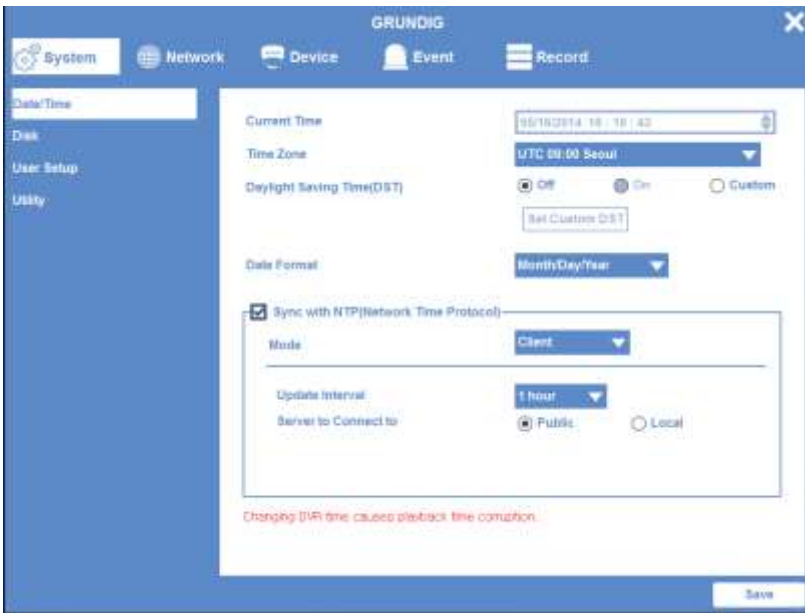 GRUNDIG
System Network Device Event Record
Date/Time
Disk
User Setup
Utility
Current Time
Time Zone UTC 09:00 Seoul
Daylight Saving Time(DST) Off On Custom
Set Custom DST
Date Format Month/Day/Year
Sync with NTP(Network Time Protocol)
Mode Client
Update Interval 1 hour
Server to Connect to Public Local
Changing DVR time causes playback time corruption.
Save